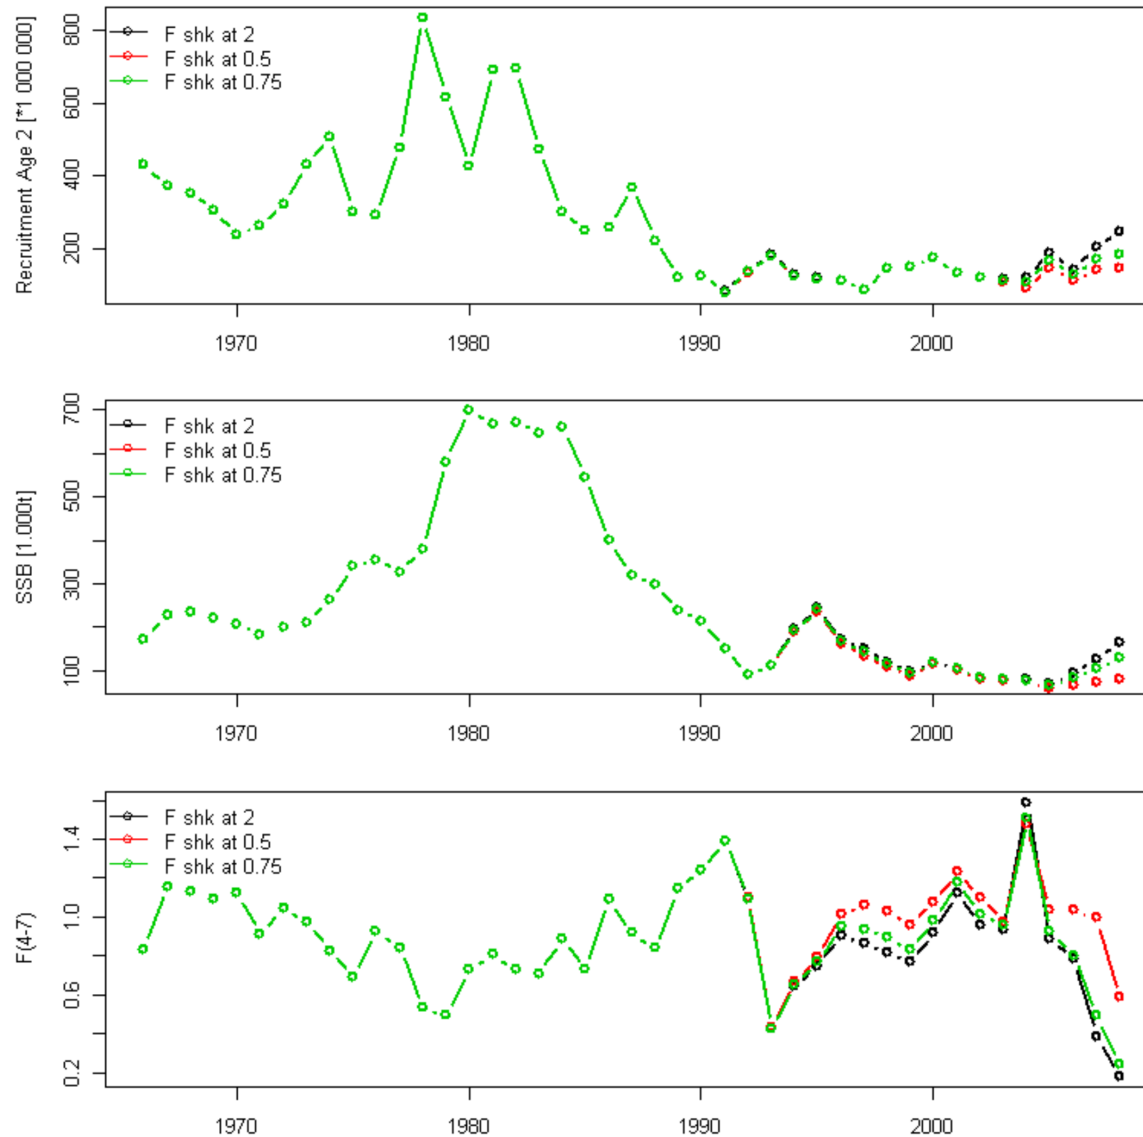 Recruitment Age 2 [*1 000 000]
800
600
400
200
F shk at 2
F shk at 0.5
F shk at 0.75
1970 1980 1990 2000
SSB [1.000t]
700
500
300
100
F shk at 2
F shk at 0.5
F shk at 0.75
1970 1980 1990 2000
F(4-7)
1.4
1.0
0.6
0.2
F shk at 2
F shk at 0.5
F shk at 0.75
1970 1980 1990 2000